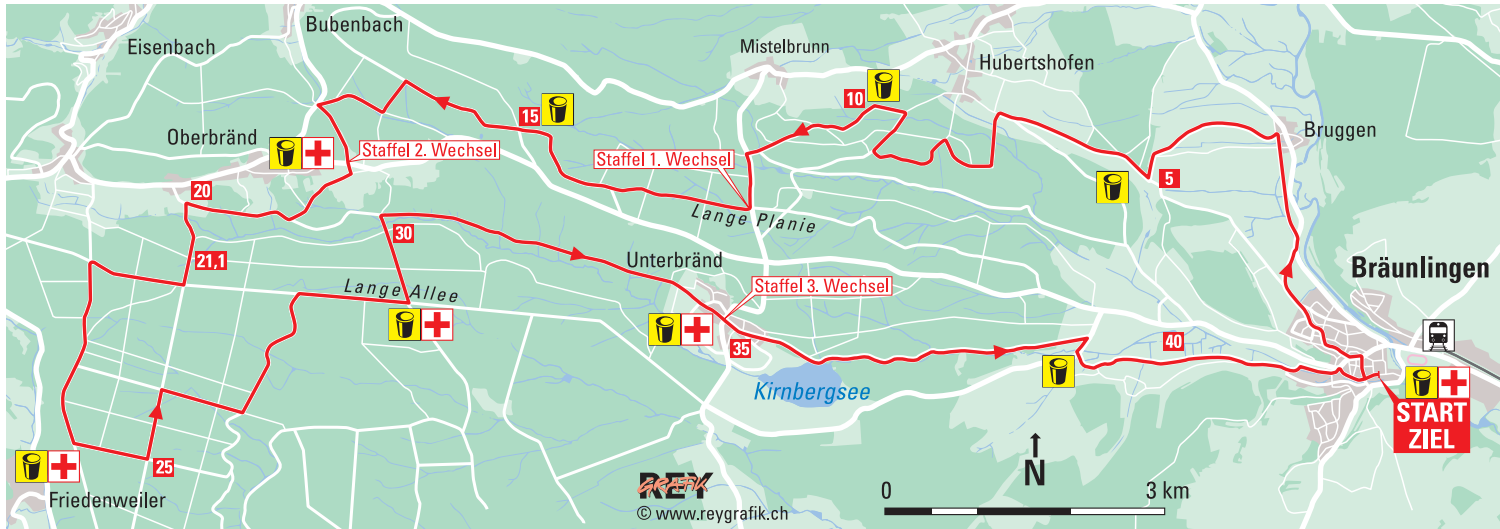 Bubenbach
Eisenbach
Mistelbrunn
Hubertshofen
10
15
Oberbränd
Bruggen
Staffel 2. Wechsel
Staffel 1. Wechsel
5
20
Lange Planie
30
21,1
Unterbränd
Bräunlingen
Lange Allee
Staffel 3. Wechsel
35
40
Kirnbergsee
START
ZIEL
25
N
Friedenweiler
REY
GRAFIK
© www.reygrafik.ch
0
3 km